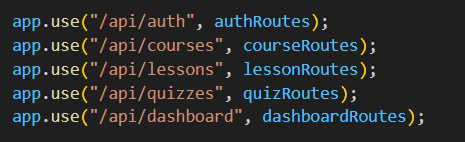 app.use("/api/auth", authRoutes);
app.use("/api/courses", courseRoutes);
app.use("/api/lessons", lessonRoutes);
app.use("/api/quizzes", quizRoutes);
app.use("/api/dashboard", dashboardRoutes);